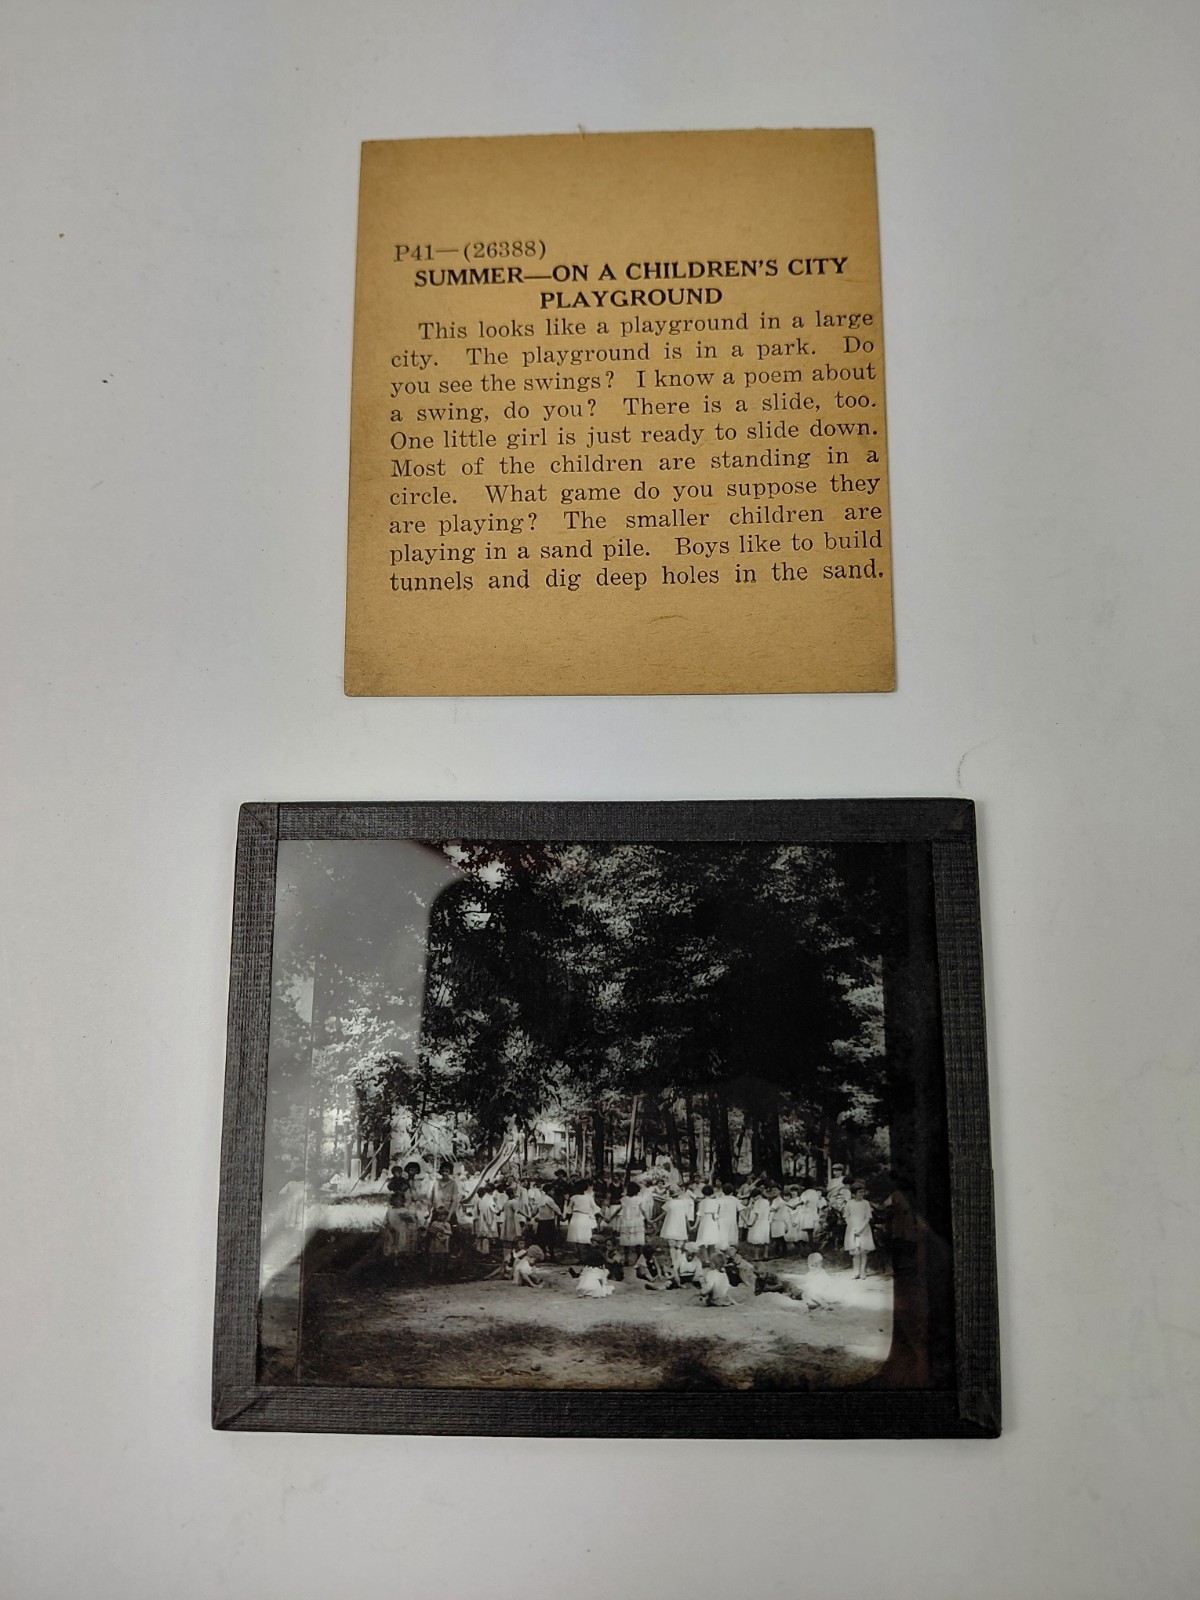 P41—(26388)
SUMMER—ON A CHILDREN'S CITY
PLAYGROUND
This looks like a playground in a large
city. The playground is in a park. Do
you see the swings? I know a poem about
a swing, do you? There is a slide, too.
One little girl is just ready to slide down.
Most of the children are standing in a
circle. What game do you suppose they
are playing? The smaller children are
playing in a sand pile. Boys like to build
tunnels and dig deep holes in the sand.